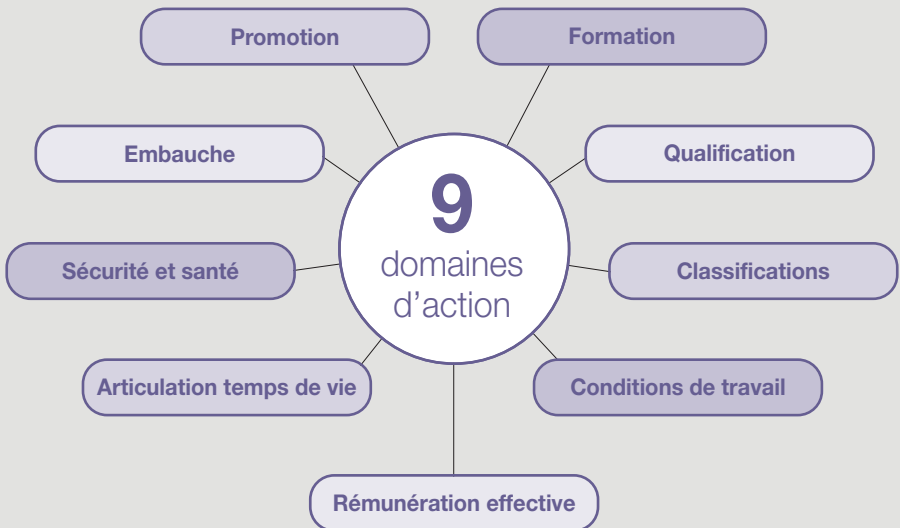 Promotion
Formation
Embauche
Qualification
9
domaines
d’action
Sécurité et santé
Classifications
Articulation temps de vie
Conditions de travail
Rémunération effective